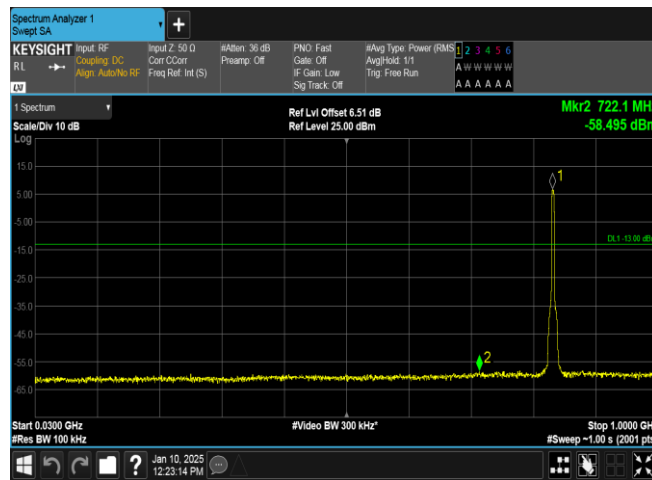 Spectrum Analyzer 1
Swept SA
+
KEYSIGHT
RL
Input: RF
Coupling: DC
Align: Auto/No RF
Input Z: 50 Ω
Corr CCorr
Freq Ref: Int (S)
#Atten: 36 dB
Preamp: Off
PNO: Fast
Gate: Off
IF Gain: Low
Sig Track: Off
#Avg Type: Power (RMS
Avg|Hold: 1/1
Trig: Free Run
1 2 3 4 5 6
A W W W W W
A A A A A A
LXI
1 Spectrum
Scale/Div 10 dB
Log
Ref Lvl Offset 6.51 dB
Ref Level 25.00 dBm
Mkr2 722.1 MH
-58.495 dBm
15.0
5.00
-5.00
-15.0
-25.0
-35.0
-45.0
-55.0
-65.0
1
DL1 -13.00 dB
2
Start 0.0300 GHz
#Res BW 100 kHz
#Video BW 300 kHz*
Stop 1.0000 GH
#Sweep ~1.00 s (2001 pts
?
Jan 10, 2025
12:23:14 PM